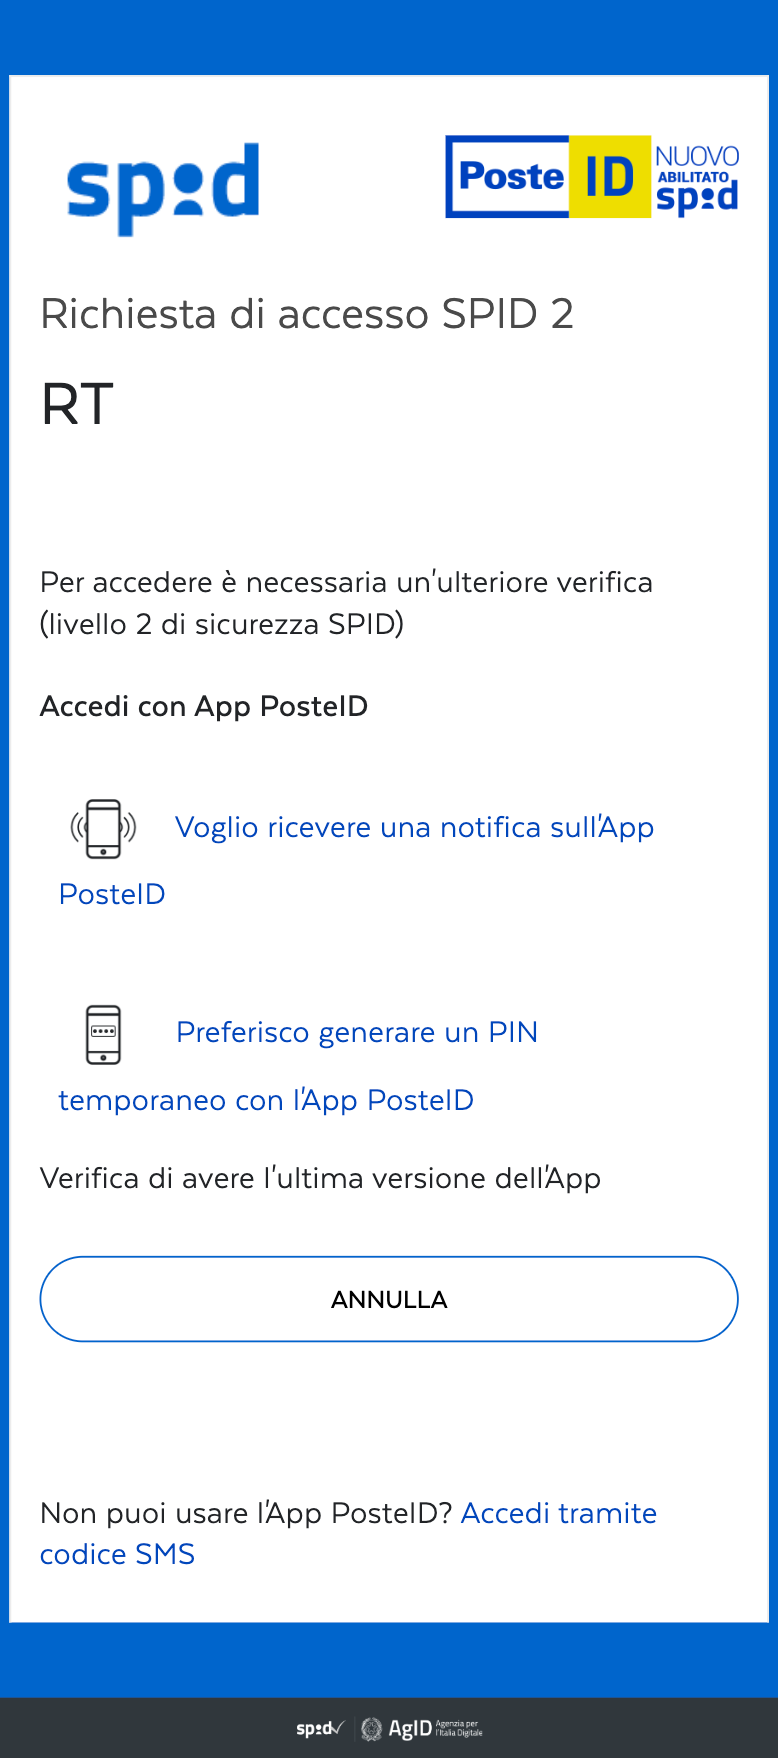 spid
Poste ID NUOVO
ABILITATO
spid
Richiesta di accesso SPID 2
RT
Per accedere è necessaria un'ulteriore verifica
(livello 2 di sicurezza SPID)
Accedi con App PosteID
Voglio ricevere una notifica sull'App
PosteID
Preferisco generare un PIN
temporaneo con l'App PosteID
Verifica di avere l'ultima versione dell'App
ANNULLA
Non puoi usare l'App PosteID? Accedi tramite
codice SMS
spid AgID Agenzia per
l'Italia Digitale